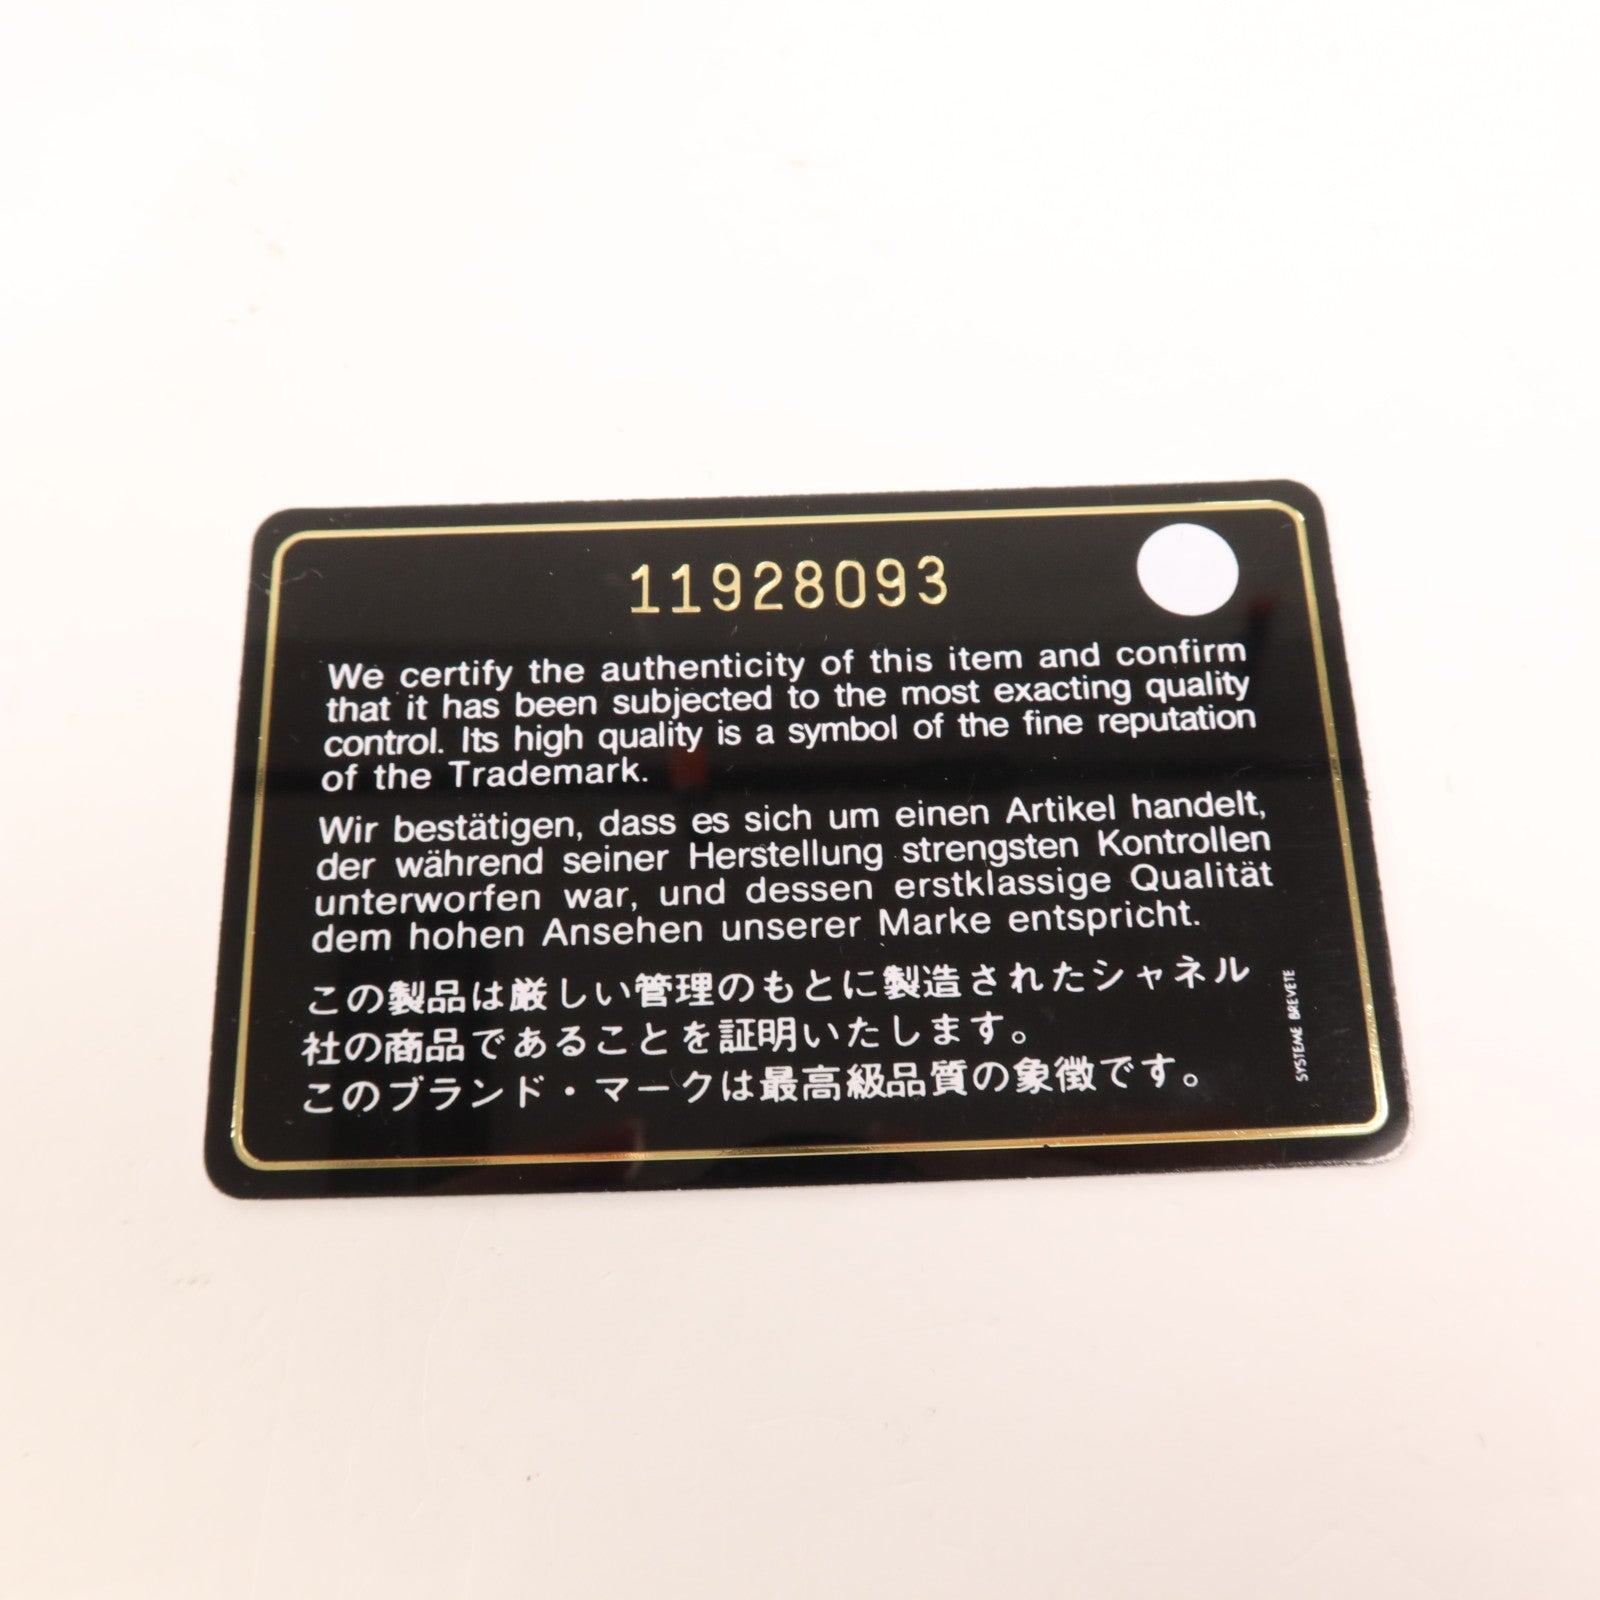 11928093
We certify the authenticity of this item and confirm
that it has been subjected to the most exacting quality
control. Its high quality is a symbol of the fine reputation
of the Trademark.
Wir bestätigen, dass es sich um einen Artikel handelt,
der während seiner Herstellung strengsten Kontrollen
unterworfen war, und dessen erstklassige Qualität
dem hohen Ansehen unserer Marke entspricht.
この製品は厳しい管理のもとに製造されたシャネル
社の商品であることを証明いたします。
このブランド・マークは最高級品質の象徴です。
SYSTEME BREVETE